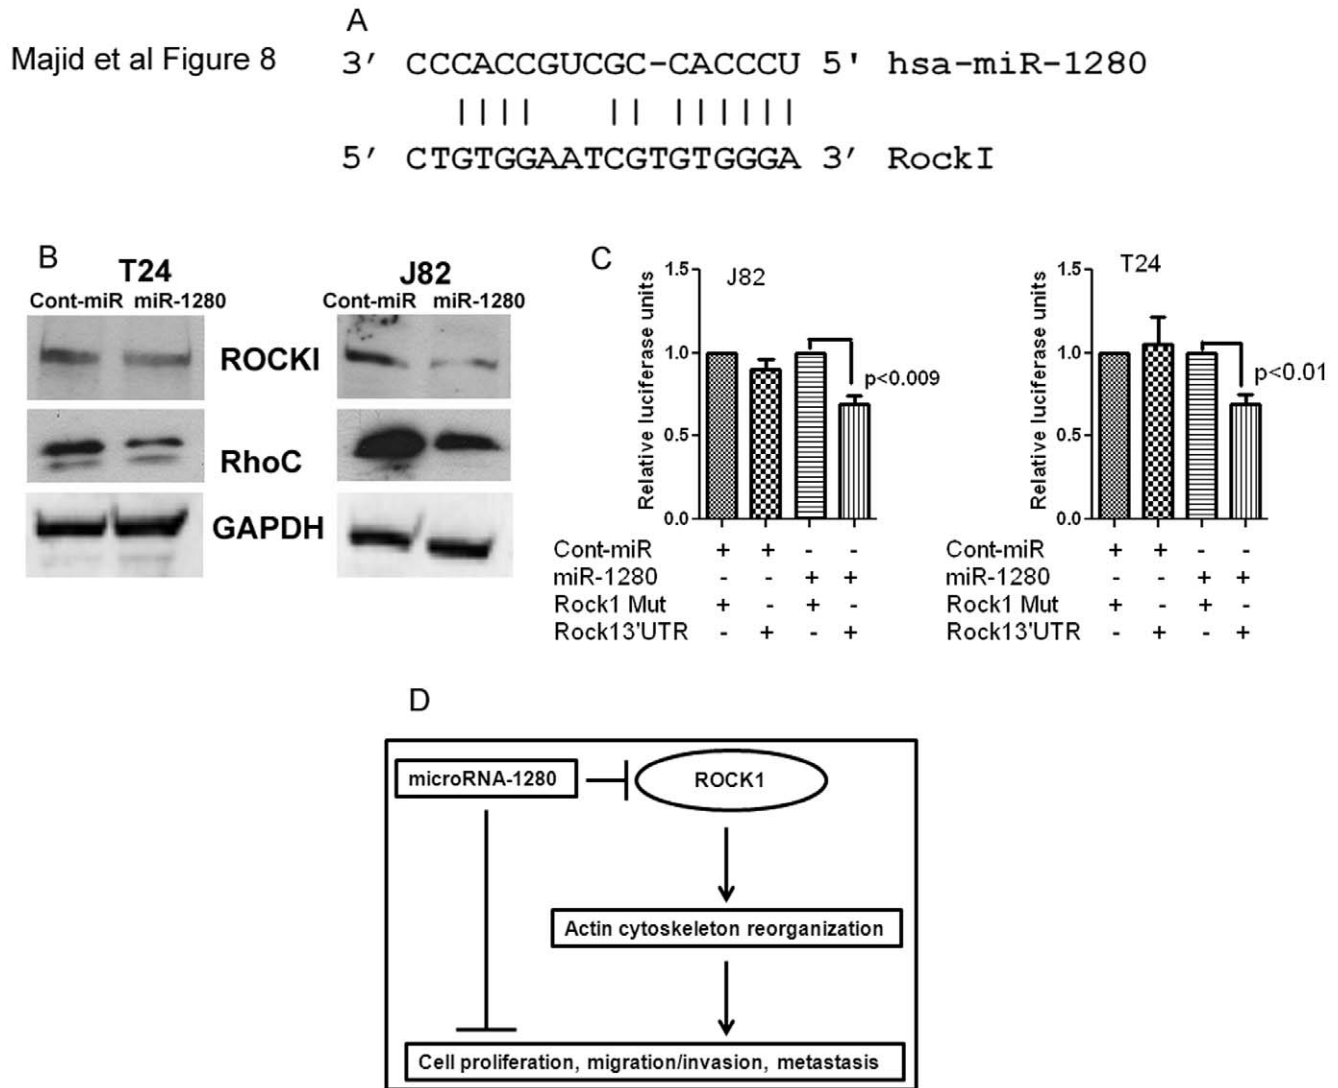 Majid et al Figure 8
A
3′ CCCACCGUCGC-CACCCU 5' hsa-miR-1280
5′ CTGTGGAATCGTGTGGGA 3′ RockI
B
T24
Cont-miR miR-1280
J82
Cont-miR miR-1280
ROCKI
RhoC
GAPDH
C
J82
Relative luciferase units
1.5
1.0
0.5
0.0
p<0.009
Cont-miR + + - -
miR-1280 - - + +
Rock1 Mut + - + -
Rock13'UTR - + - +
T24
Relative luciferase units
1.5
1.0
0.5
0.0
p<0.01
Cont-miR + + - -
miR-1280 - - + +
Rock1 Mut + - + -
Rock13'UTR - + - +
D
microRNA-1280
ROCK1
Actin cytoskeleton reorganization
Cell proliferation, migration/invasion, metastasis